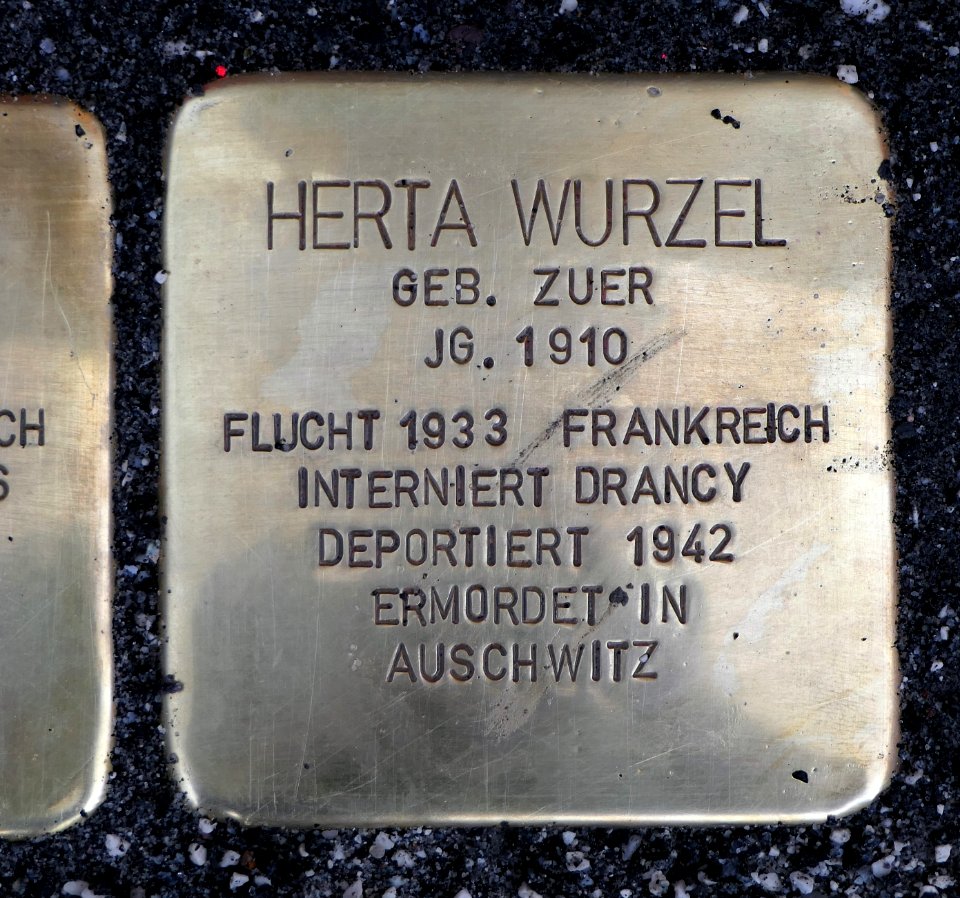 HERTA WURZEL
GEB. ZUER
JG. 1910
FLUCHT 1933 FRANKREICH
INTERNIERT DRANCY
DEPORTIERT 1942
ERMORDET IN
AUSCHWITZ